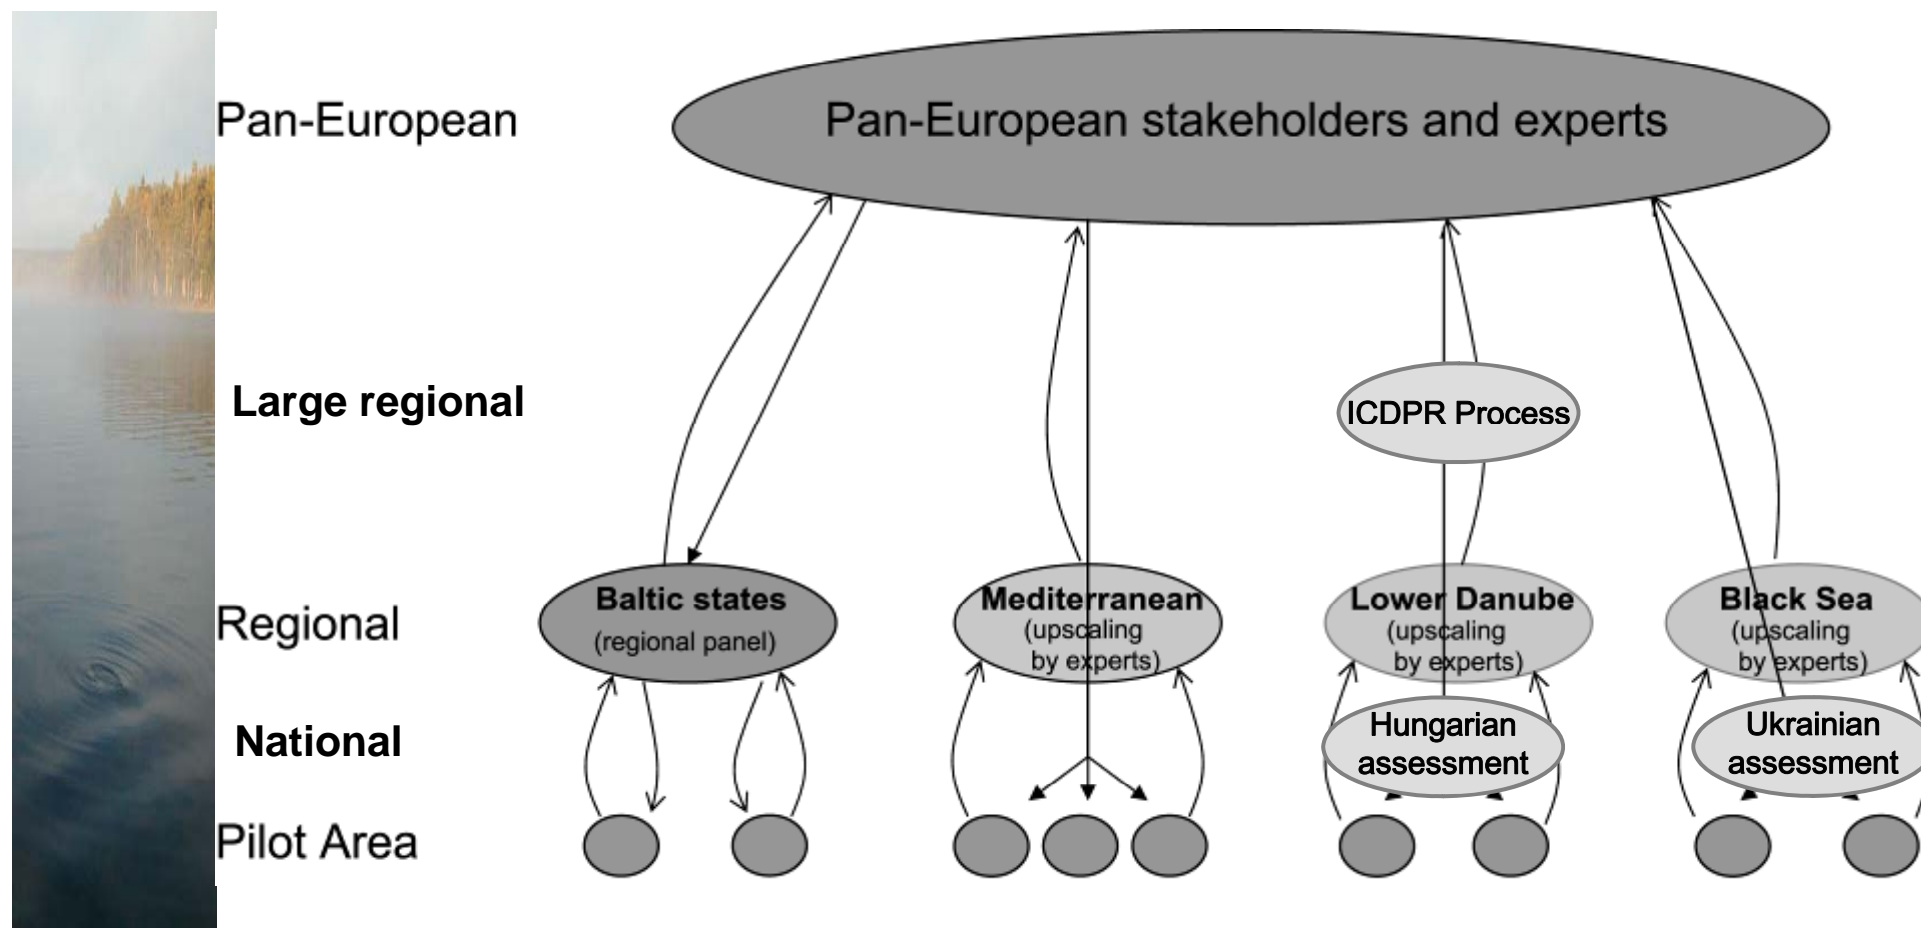 Pan-European
Pan-European stakeholders and experts
Large regional
ICDPR Process
Regional
Baltic states
(regional panel)
Mediterranean
(upscaling
by experts)
Lower Danube
(upscaling
by experts)
Black Sea
(upscaling
by experts)
National
Hungarian
assessment
Ukrainian
assessment
Pilot Area